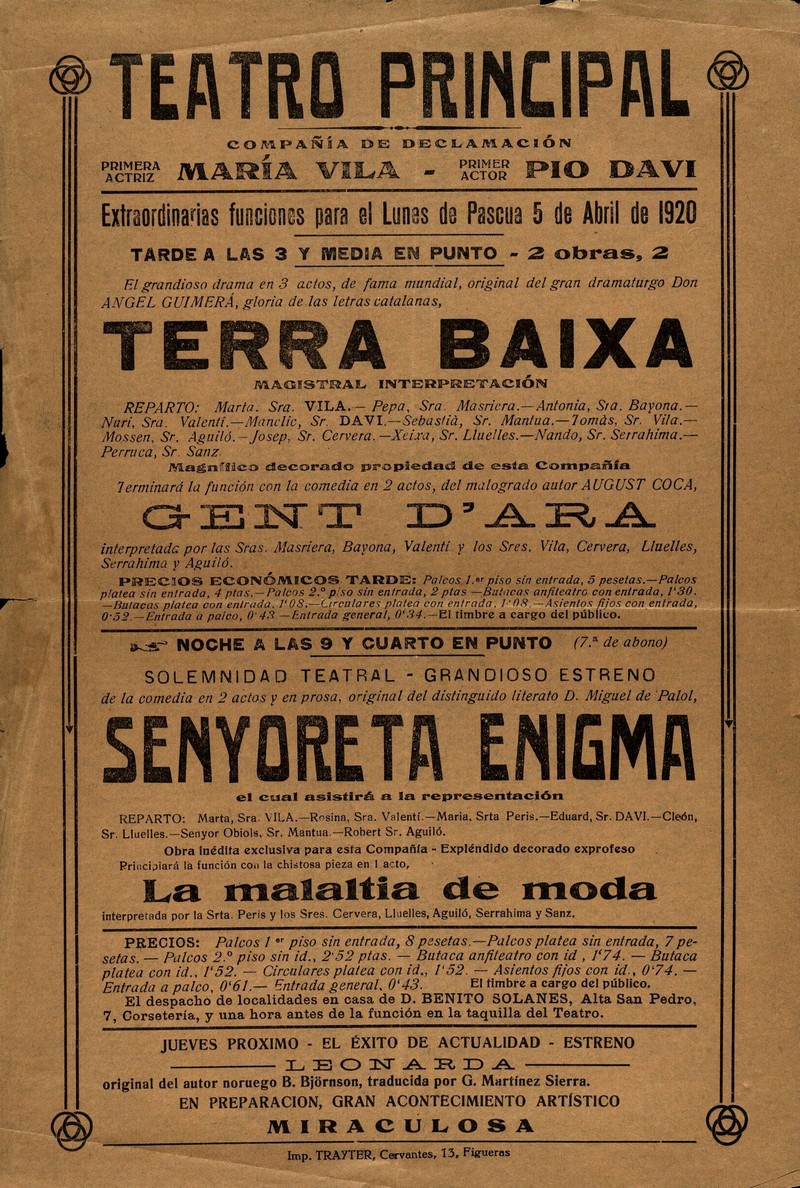 TEATRO PRINCIPAL
COMPAÑÍA DE DECLAMACIÓN
PRIMERA ACTRIZ MARÍA VILA - PRIMER ACTOR PIO DAVI
Extraordinarias funciones para el Lunes de Pascua 5 de Abril de 1920
TARDE A LAS 3 Y MEDIA EN PUNTO - 2 obras, 2
El grandioso drama en 3 actos, de fama mundial, original del gran dramaturgo Don
ANGEL GUIMERÁ, gloria de las letras catalanas,
TERRA BAIXA
MAGISTRAL INTERPRETACIÓN
REPARTO: Marta. Sra. VILA.—Pepa, Sra. Masriera.—Antonia, Sra. Bayona.—
Nuri, Sra. Valentí.—Manelic, Sr. DAVI.—Sebastiá, Sr. Mantua.—Tomàs, Sr. Vila.—
Mossen, Sr. Aguiló.—Josep, Sr. Cervera.—Xeixa, Sr. Lluelles.—Nando, Sr. Serrahima.—
Perruca, Sr. Sanz.
Magnífico decorado propiedad de esta Compañía
Terminará la función con la comedia en 2 actos, del malogrado autor AUGUST COCA,
GENT D'ARA
interpretada por las Sras. Masriera, Bayona, Valentí y los Sres. Vila, Cervera, Lluelles,
Serrahima y Aguiló.
PRECIOS ECONÓMICOS TARDE: Palcos 1.er piso sin entrada, 5 pesetas.—Palcos
platea sin entrada, 4 ptas.—Palcos 2.º piso sin entrada, 2 ptas —Butacas anfiteatro con entrada, 1'30.
—Butacas platea con entrada, 1'08.—Circulares platea con entrada, 1'08.—Asientos fijos con entrada,
0'52.—Entrada a palco, 0'43.—Entrada general, 0'34.—El timbre a cargo del público.
NOCHE A LAS 9 Y CUARTO EN PUNTO (7.ª de abono)
SOLEMNIDAD TEATRAL - GRANDIOSO ESTRENO
de la comedia en 2 actos y en prosa, original del distinguido literato D. Miguel de Palol,
SENYORETA ENIGMA
el cual asistirá a la representación
REPARTO: Marta, Sra. VILA.—Rosina, Sra. Valentí.—Maria, Srta Peris.—Eduard, Sr. DAVI.—Cleón,
Sr. Lluelles.—Senyor Obiols, Sr. Mantua.—Robert Sr. Aguiló.
Obra inédita exclusiva para esta Compañía - Expléndido decorado exprofeso
Principiará la función con la chistosa pieza en 1 acto,
La malaltia de moda
interpretada por la Srta. Peris y los Sres. Cervera, Lluelles, Aguiló, Serrahima y Sanz.
PRECIOS: Palcos 1 er piso sin entrada, 8 pesetas.—Palcos platea sin entrada, 7 pe-
setas. — Palcos 2.º piso sin id., 2'52 ptas. — Butaca anfiteatro con id , 1'74. — Butaca
platea con id., 1'52. — Circulares platea con id., 1'52. — Asientos fijos con id., 0'74. —
Entrada a palco, 0'61.— Entrada general, 0'43. El timbre a cargo del público.
El despacho de localidades en casa de D. BENITO SOLANES, Alta San Pedro,
7, Corsetería, y una hora antes de la función en la taquilla del Teatro.
JUEVES PROXIMO - EL ÉXITO DE ACTUALIDAD - ESTRENO
LEONARDA
original del autor noruego B. Björnson, traducida por G. Martínez Sierra.
EN PREPARACION, GRAN ACONTECIMIENTO ARTÍSTICO
MIRACULOSA
Imp. TRAYTER, Cervantes, 13, Figueras